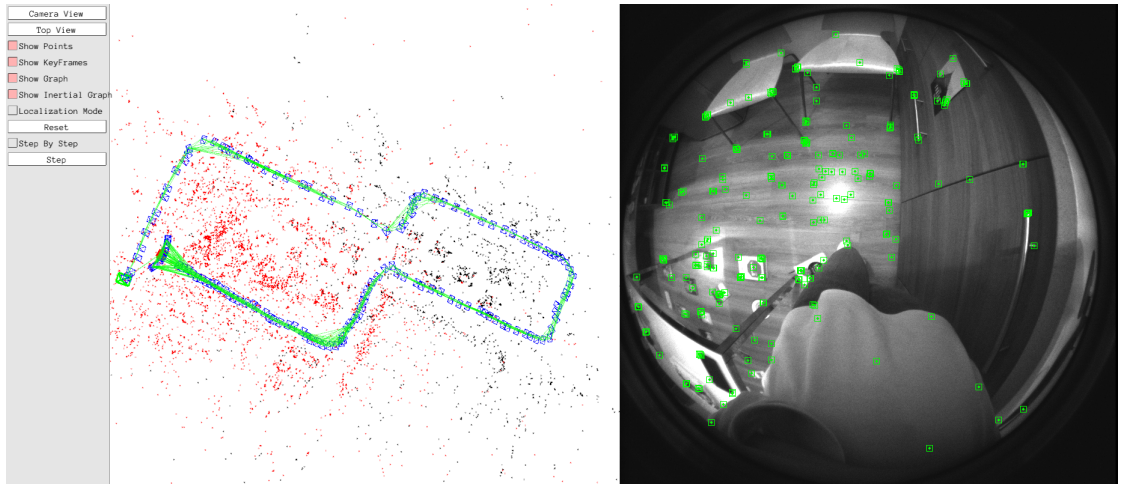 Camera View
Top View
Show Points
Show KeyFrames
Show Graph
Show Inertial Graph
Localization Mode
Reset
Step By Step
Step